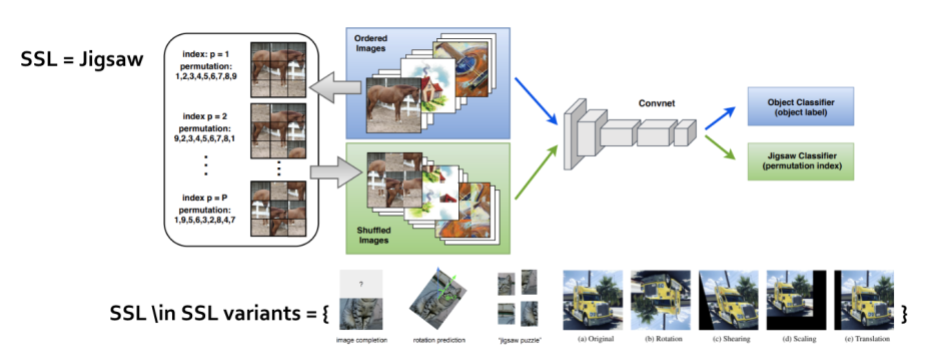 SSL = Jigsaw
index: p = 1
permutation:
1,2,3,4,5,6,7,8,9
index p = 2
permutation:
9,2,3,4,5,6,7,8,1
index p = P
permutation:
1,9,5,6,3,2,8,4,7
Ordered
Images
Shuffled
Images
Convnet
Object Classifier
(object label)
Jigsaw Classifier
(permutation index)
SSL \in SSL variants = {
?
image completion
rotation prediction
"jigsaw puzzle"
(a) Original
(b) Rotation
(c) Shearing
(d) Scaling
(e) Translation
}